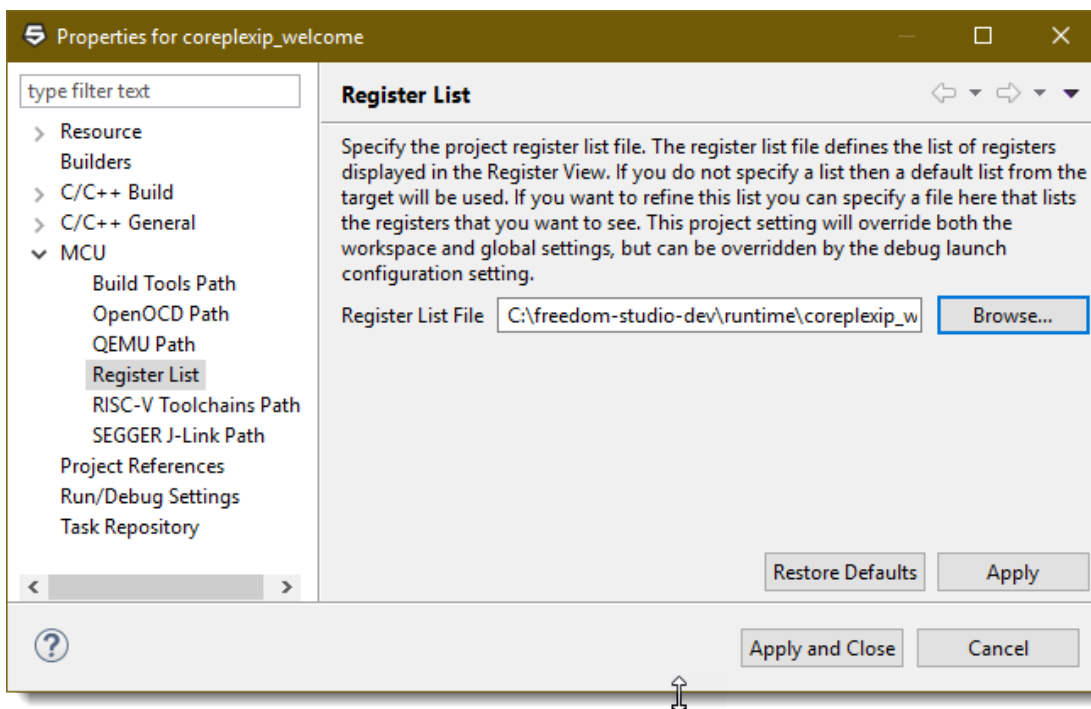 Properties for coreplexip_welcome
type filter text
Resource
Builders
C/C++ Build
C/C++ General
MCU
Build Tools Path
OpenOCD Path
QEMU Path
Register List
RISC-V Toolchains Path
SEGGER J-Link Path
Project References
Run/Debug Settings
Task Repository
Register List
Specify the project register list file. The register list file defines the list of registers
displayed in the Register View. If you do not specify a list then a default list from the
target will be used. If you want to refine this list you can specify a file here that lists
the registers that you want to see. This project setting will override both the
workspace and global settings, but can be overridden by the debug launch
configuration setting.
Register List File C:\freedom-studio-dev\runtime\coreplexip_w Browse...
Restore Defaults Apply
Apply and Close Cancel